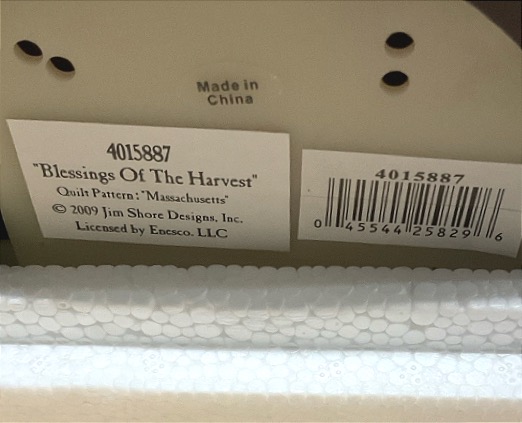 Made in
China
4015887
"Blessings Of The Harvest"
Quilt Pattern: "Massachusetts"
© 2009 Jim Shore Designs, Inc.
Licensed by Enesco, LLC
4015887
0 45544 25829 6